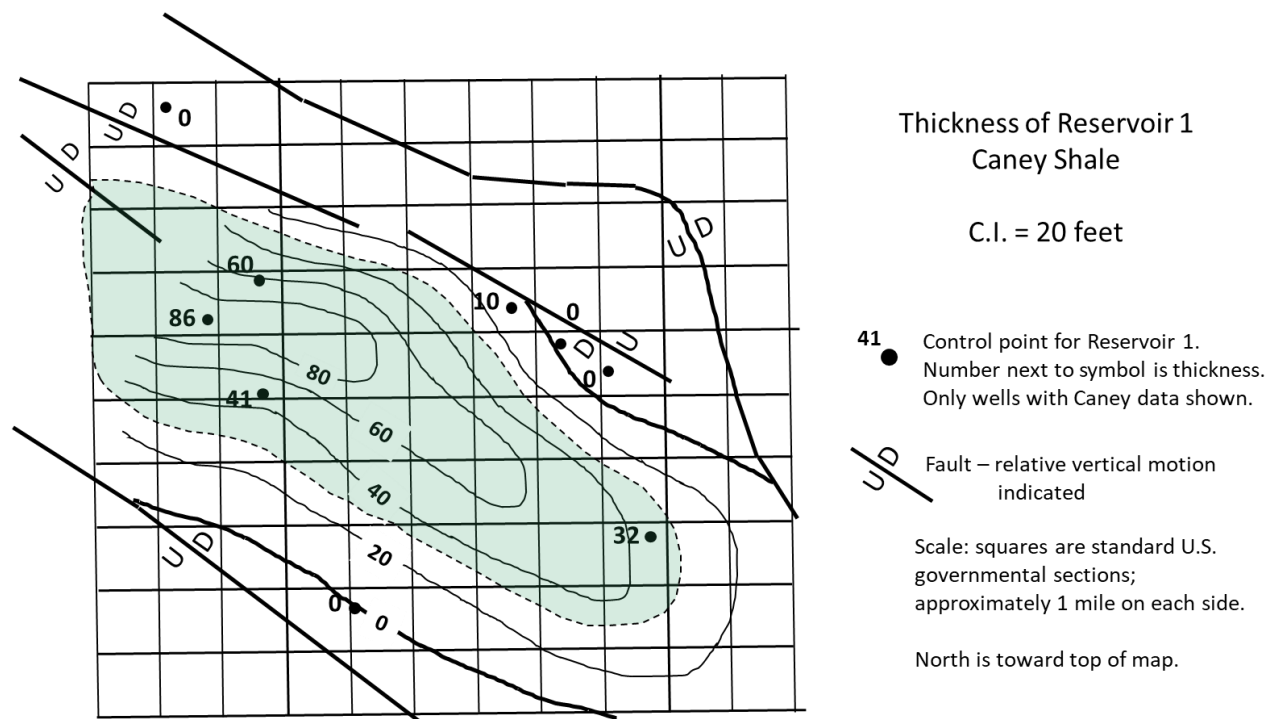 Thickness of Reservoir 1
Caney Shale
C.I. = 20 feet
41
Control point for Reservoir 1.
Number next to symbol is thickness.
Only wells with Caney data shown.
U D
Fault – relative vertical motion
indicated
Scale: squares are standard U.S.
governmental sections;
approximately 1 mile on each side.
North is toward top of map.
0
U D
U D
U D
60
10
0
86
D U
80
0
41
60
40
32
20
U D
0
0